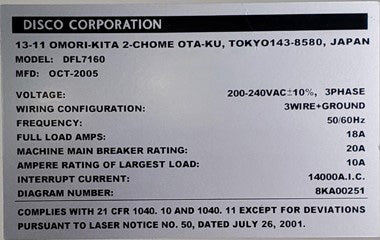 DISCO CORPORATION
13-11 OMORI-KITA 2-CHOME OTA-KU, TOKYO143-8580, JAPAN
MODEL: DFL7160
MFD: OCT-2005
VOLTAGE: 200-240VAC±10%, 3PHASE
WIRING CONFIGURATION: 3WIRE+GROUND
FREQUENCY: 50/60Hz
FULL LOAD AMPS: 18A
MACHINE MAIN BREAKER RATING: 20A
AMPERE RATING OF LARGEST LOAD: 10A
INTERRUPT CURRENT: 14000A.I.C.
DIAGRAM NUMBER: 8KA00251
COMPLIES WITH 21 CFR 1040. 10 AND 1040. 11 EXCEPT FOR DEVIATIONS
PURSUANT TO LASER NOTICE NO. 50, DATED JULY 26, 2001.